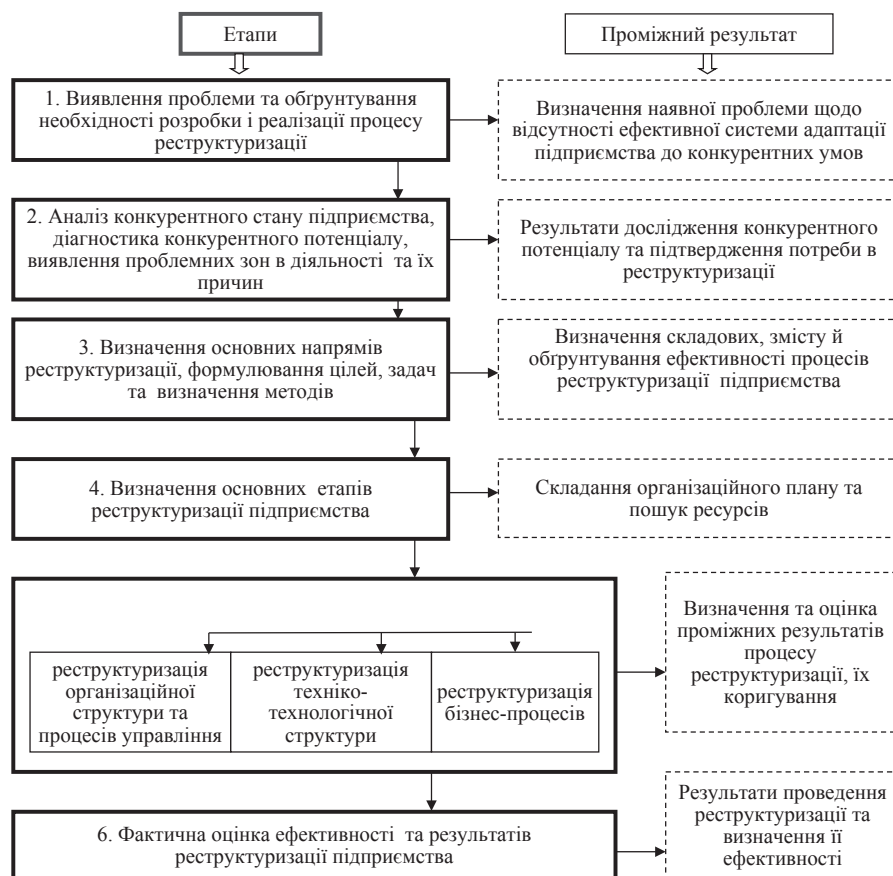 Етапи
Проміжний результат
1. Виявлення проблеми та обґрунтування
необхідності розробки і реалізації процесу
реструктуризації
Визначення наявної проблеми щодо
відсутності ефективної системи адаптації
підприємства до конкурентних умов
2. Аналіз конкурентного стану підприємства,
діагностика конкурентного потенціалу,
виявлення проблемних зон в діяльності та їх
причин
Результати дослідження конкурентного
потенціалу та підтвердження потреби в
реструктуризації
3. Визначення основних напрямів
реструктуризації, формулювання цілей, задач
та визначення методів
Визначення складових, змісту й
обґрунтування ефективності процесів
реструктуризації підприємства
4. Визначення основних етапів
реструктуризації підприємства
Складання організаційного плану та
пошук ресурсів
реструктуризація
організаційної
структури та
процесів управління
реструктуризація
техніко-
технологічної
структури
реструктуризація
бізнес-процесів
Визначення та оцінка
проміжних результатів
процесу
реструктуризації, їх
коригування
6. Фактична оцінка ефективності та результатів
реструктуризації підприємства
Результати проведення
реструктуризації та
визначення її
ефективності